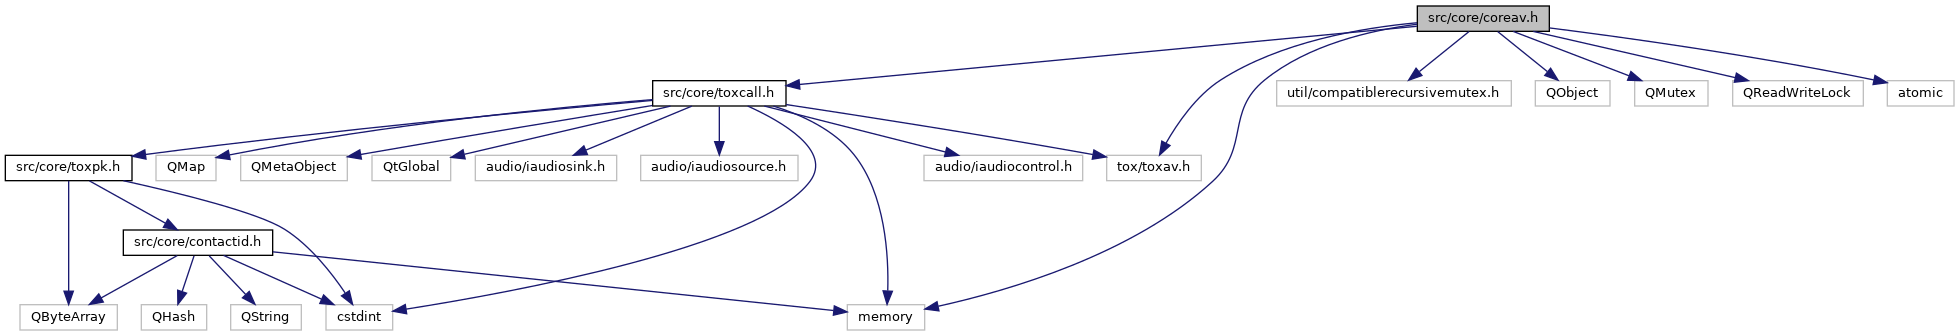 src/core/coreav.h
src/core/toxcall.h
util/compatiblerecursivemutex.h
QObject
QMutex
QReadWriteLock
atomic
src/core/toxpk.h
QMap
QMetaObject
QtGlobal
audio/iaudiosink.h
audio/iaudiosource.h
audio/iaudiocontrol.h
tox/toxav.h
src/core/contactid.h
QByteArray
QHash
QString
cstdint
memory